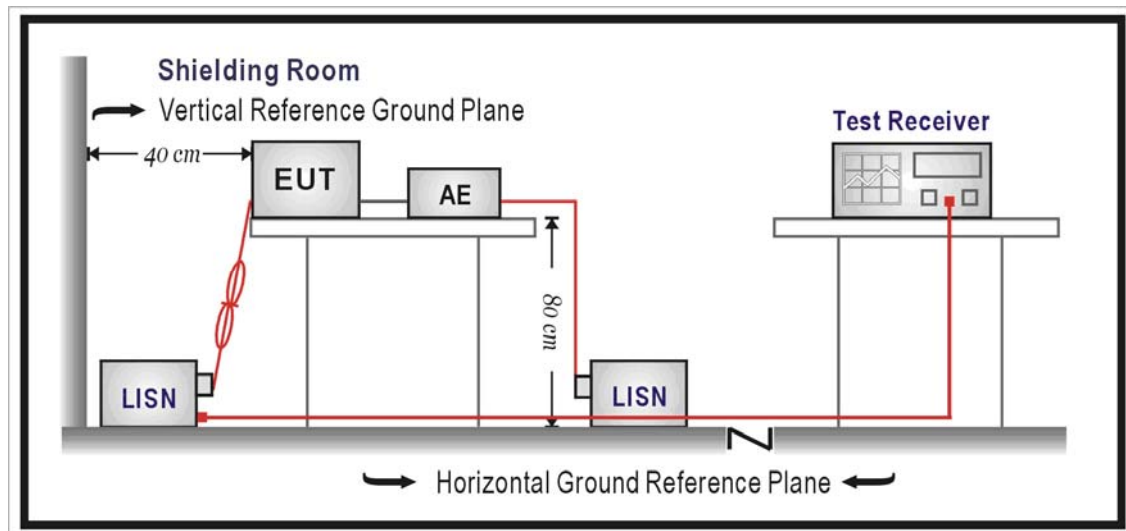 Shielding Room
Vertical Reference Ground Plane
40 cm
EUT
AE
Test Receiver
80 cm
LISN
LISN
Horizontal Ground Reference Plane